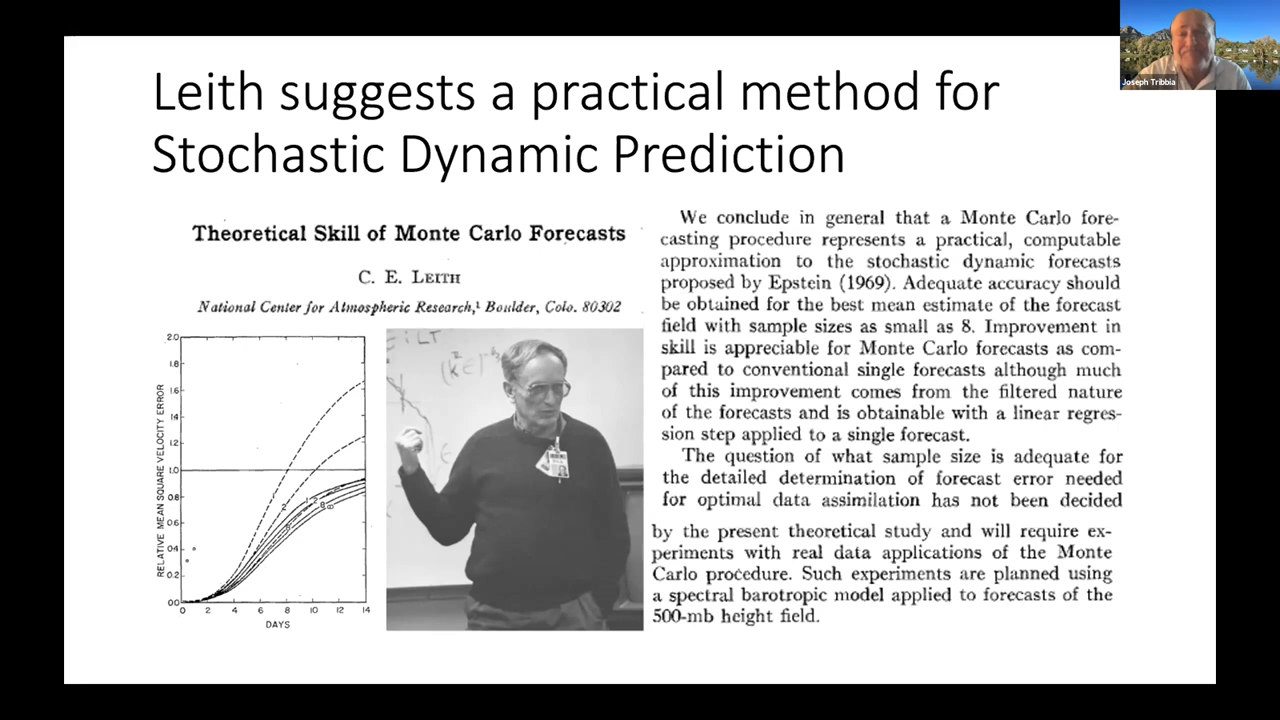 Joseph Tribbia
Leith suggests a practical method for
Stochastic Dynamic Prediction
Theoretical Skill of Monte Carlo Forecasts
C. E. LEITH
National Center for Atmospheric Research,¹ Boulder, Colo. 80302
RELATIVE MEAN SQUARE VELOCITY ERROR
2.0
1.8
1.6
1.4
1.2
1.0
0.8
0.6
0.4
0.2
0.0
0 2 4 6 8 10 12 14
DAYS
We conclude in general that a Monte Carlo fore-
casting procedure represents a practical, computable
approximation to the stochastic dynamic forecasts
proposed by Epstein (1969). Adequate accuracy should
be obtained for the best mean estimate of the forecast
field with sample sizes as small as 8. Improvement in
skill is appreciable for Monte Carlo forecasts as com-
pared to conventional single forecasts although much
of this improvement comes from the filtered nature
of the forecasts and is obtainable with a linear regres-
sion step applied to a single forecast.
The question of what sample size is adequate for
the detailed determination of forecast error needed
for optimal data assimilation has not been decided
by the present theoretical study and will require ex-
periments with real data applications of the Monte
Carlo procedure. Such experiments are planned using
a spectral barotropic model applied to forecasts of the
500-mb height field.